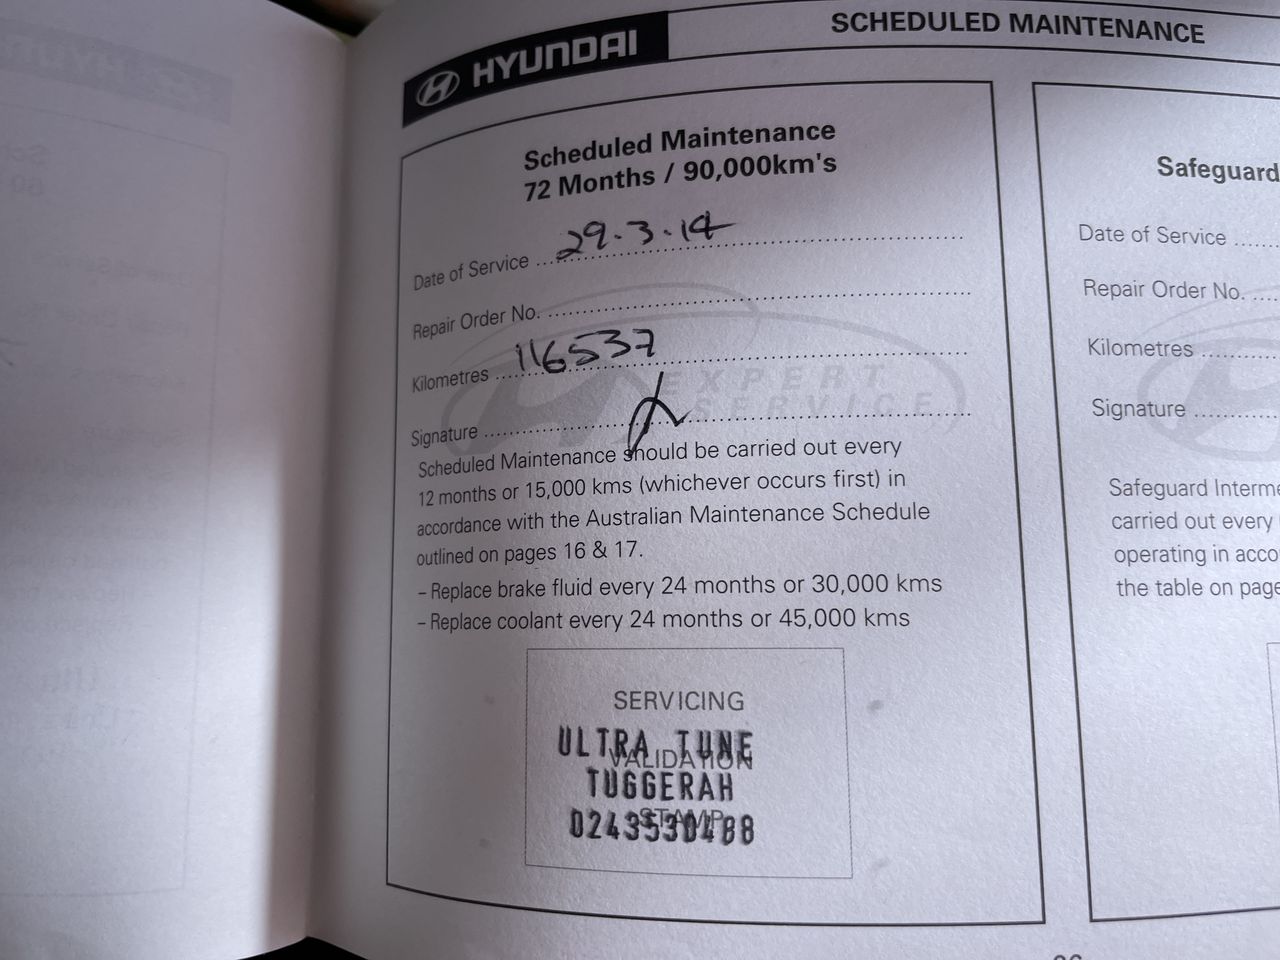 HYUNDAI
SCHEDULED MAINTENANCE
Scheduled Maintenance
72 Months / 90,000km's
Date of Service 29.3.14
Repair Order No.
Kilometres 116537
EXPERT
SERVICE
Signature
Scheduled Maintenance should be carried out every
12 months or 15,000 kms (whichever occurs first) in
accordance with the Australian Maintenance Schedule
outlined on pages 16 & 17.
– Replace brake fluid every 24 months or 30,000 kms
– Replace coolant every 24 months or 45,000 kms
SERVICING
VALIDATION
STAMP
ULTRA TUNE
TUGGERAH
0243530488
Safeguard
Date of Service
Repair Order No.
Kilometres
Signature
Safeguard Interme
carried out every
operating in acco
the table on page